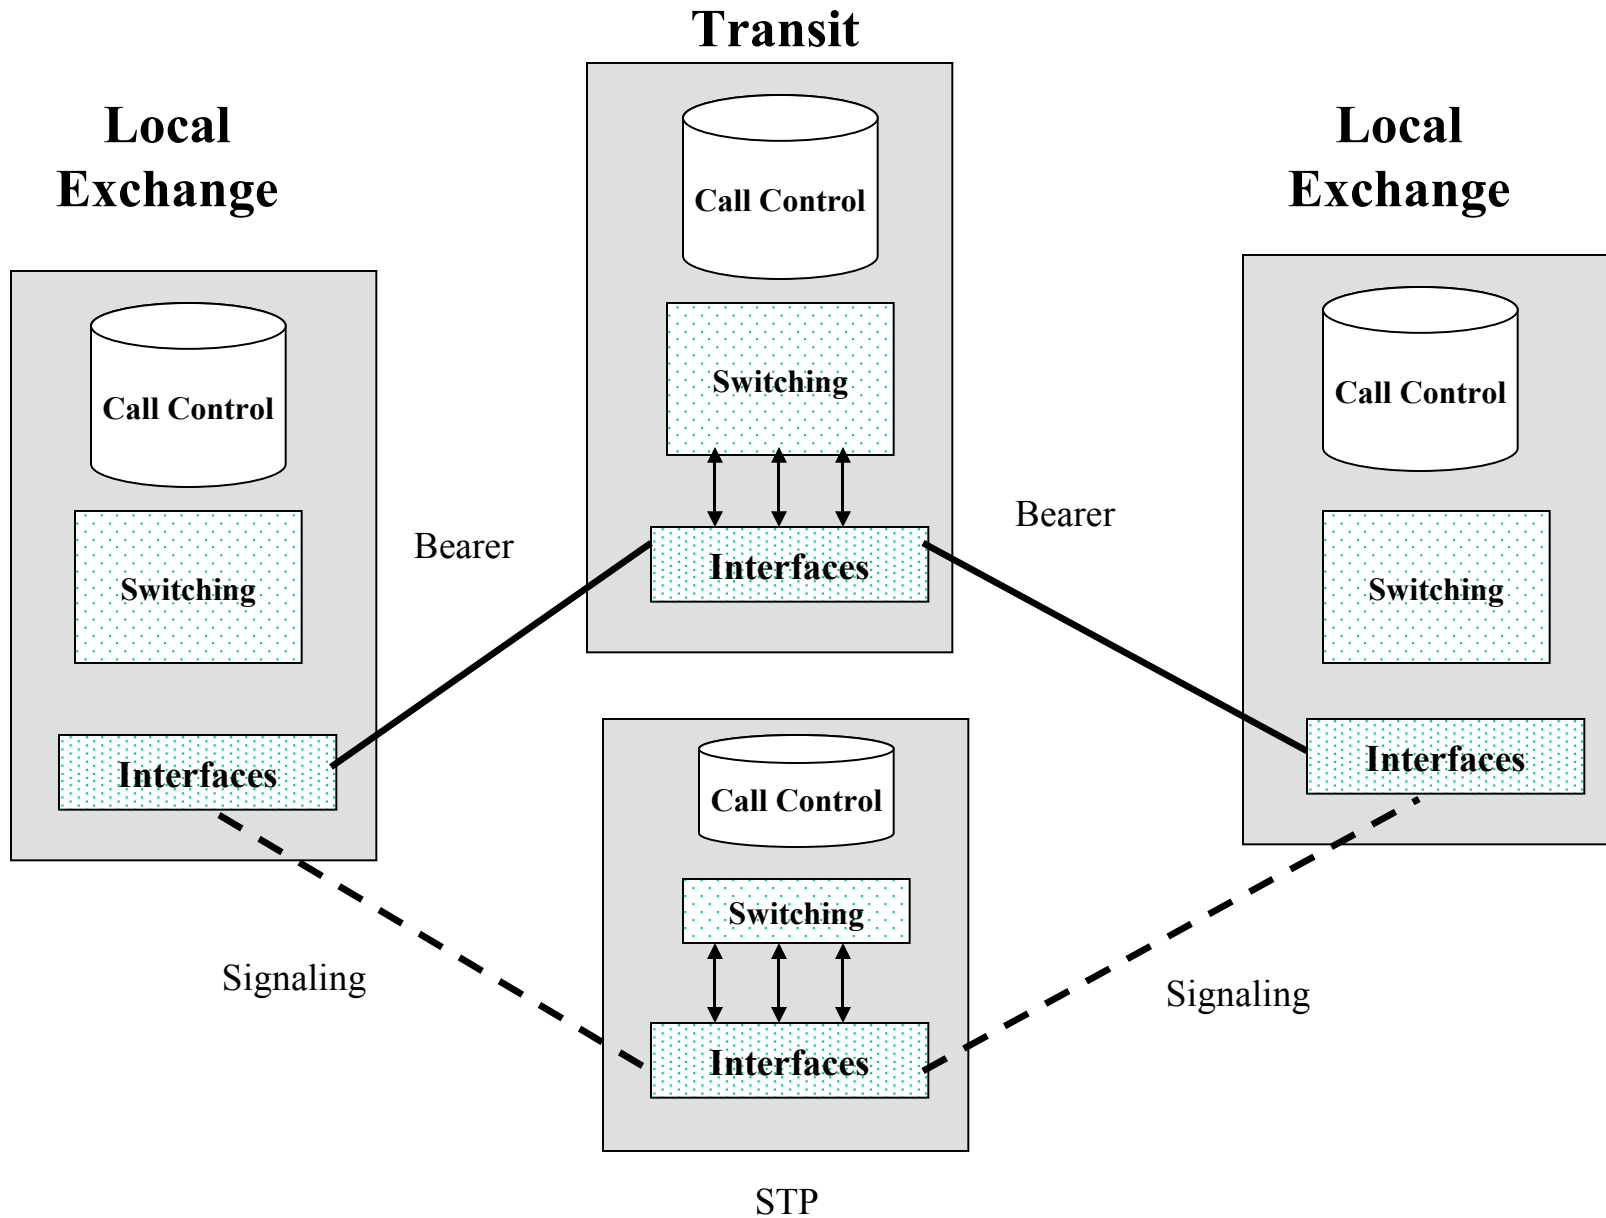 Transit
Local
Exchange
Local
Exchange
Call Control
Call Control
Call Control
Switching
Switching
Switching
Bearer
Bearer
Interfaces
Interfaces
Interfaces
Call Control
Switching
Signaling
Signaling
Interfaces
STP